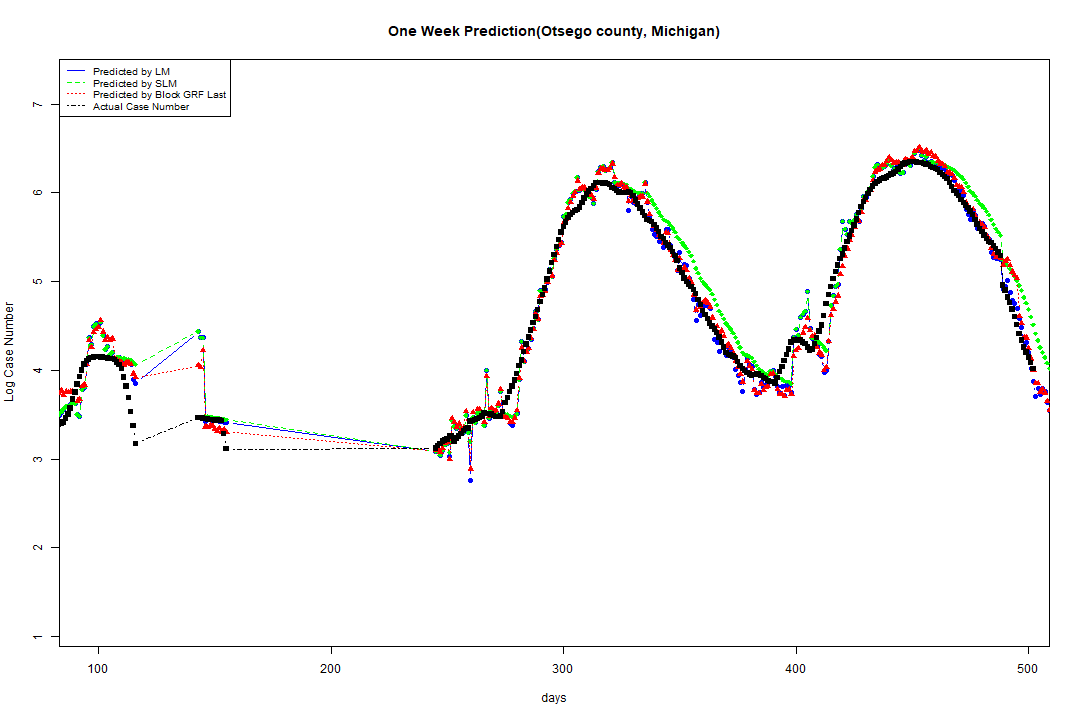 One Week Prediction(Otsego county, Michigan)
Predicted by LM
Predicted by SLM
Predicted by Block GRF Last
Actual Case Number
Log Case Number
7
6
5
4
3
2
1
100 200 300 400 500
days